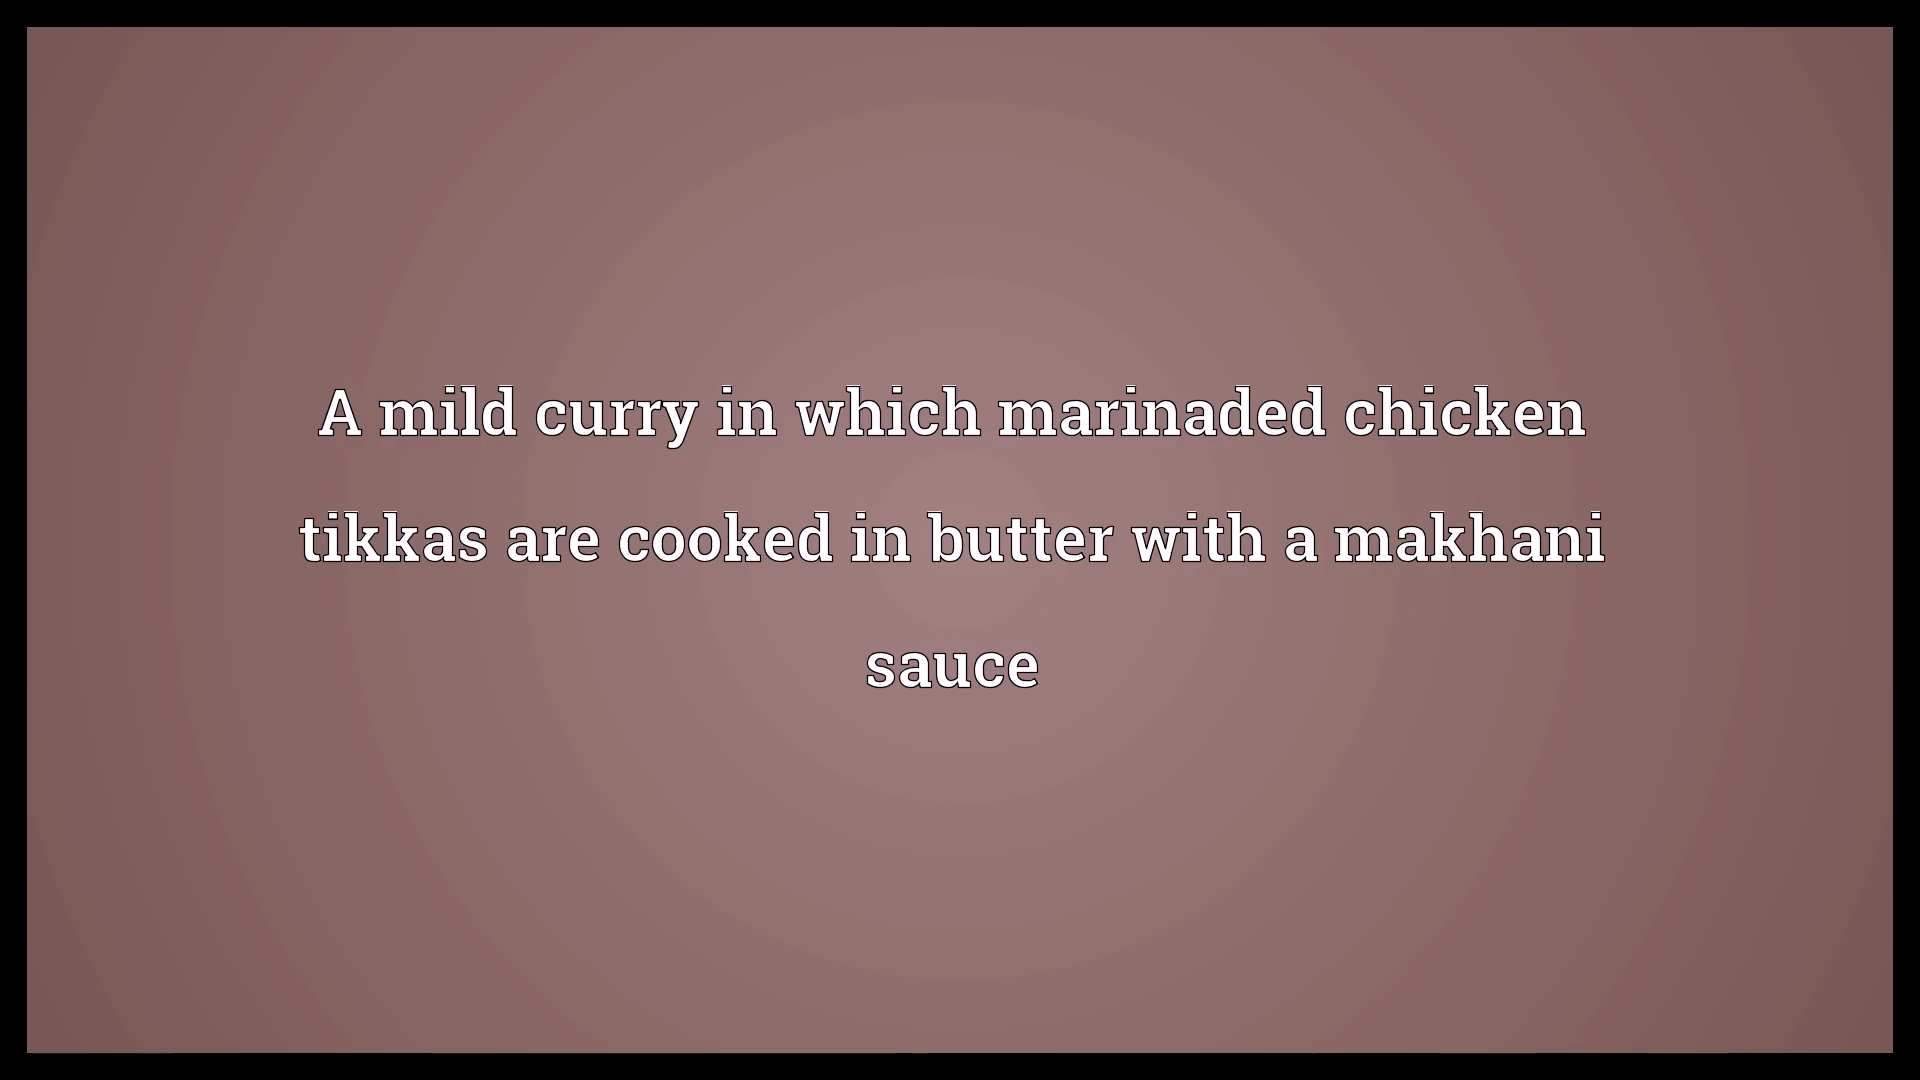 A mild curry in which marinaded chicken
tikkas are cooked in butter with a makhani
sauce